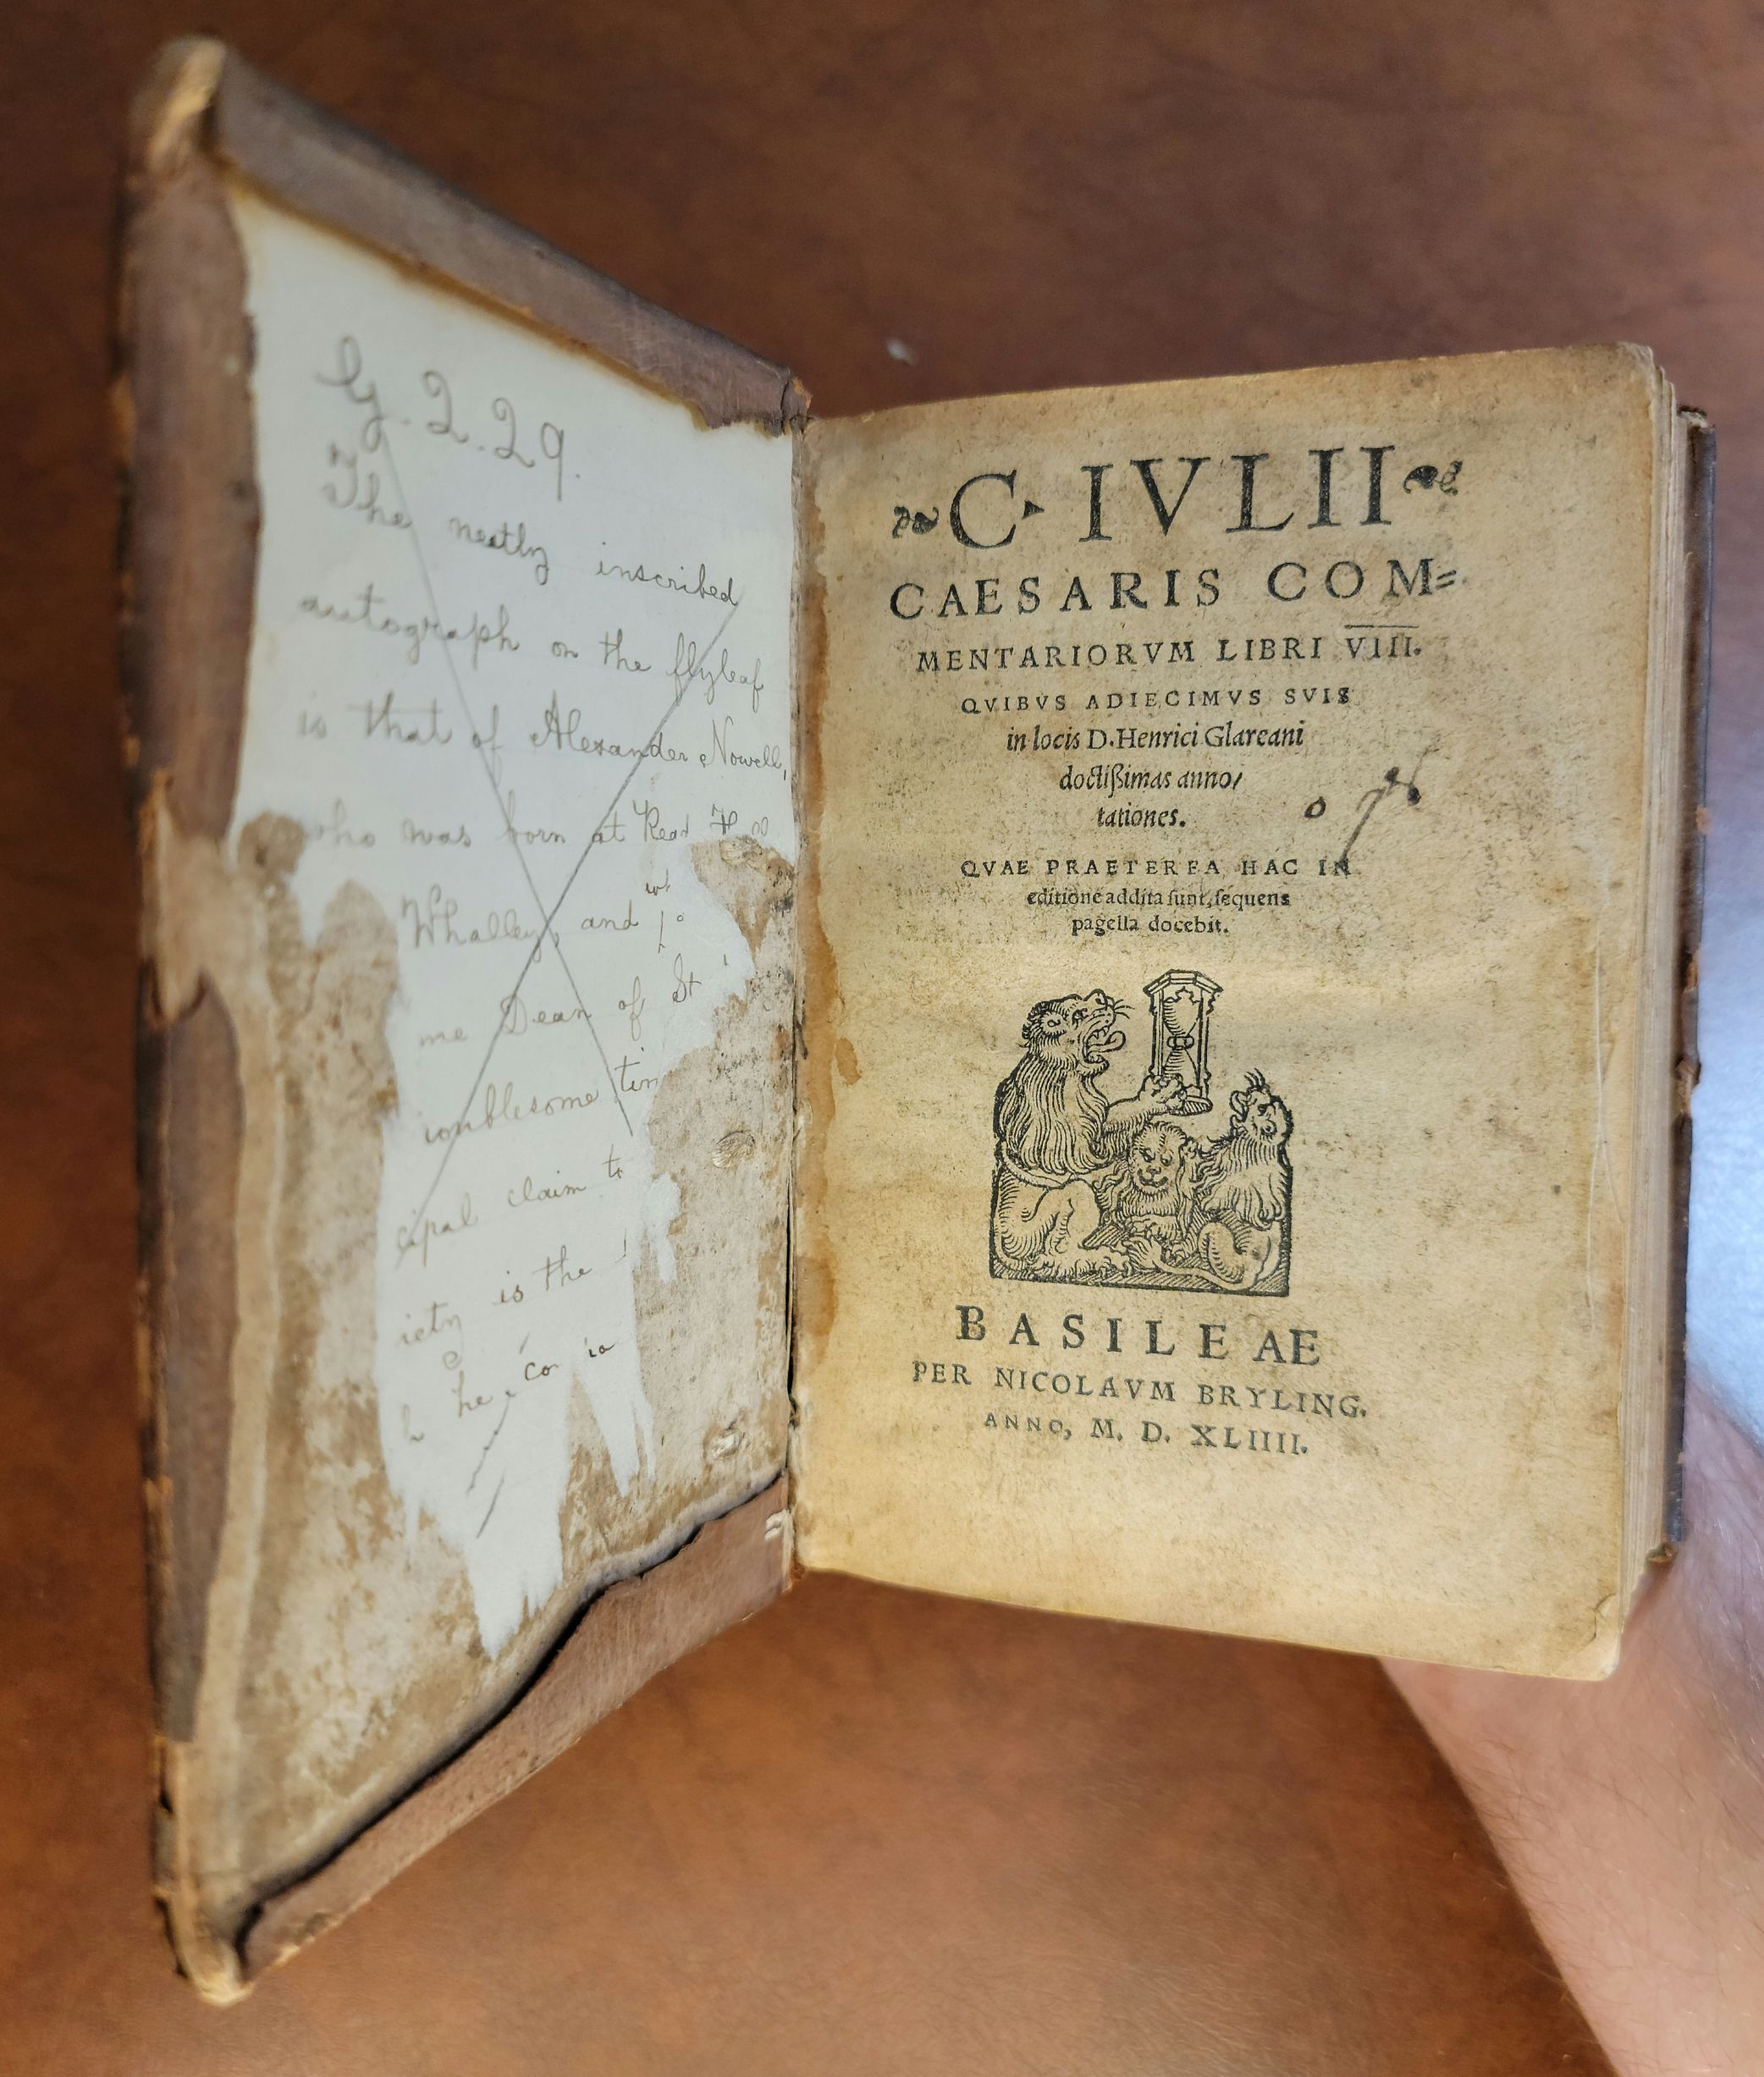 G. 2. 29.
The neatly inscribed
autograph on the flyleaf
is that of Alexander Nowell,
who was born at Read
Whalley, and
me Dean of St
oublesome tim
cipal claim to
iety is the
he
C. IVLII
CAESARIS COM=
MENTARIORVM LIBRI VIII.
QVIBVS ADIECIMVS SVIS
in locis D. Henrici Glareani
doctißimas anno/
tationes.
QVAE PRAETEREA HAC IN
editione addita ſunt, ſequens
pagella docebit.
BASILEAE
PER NICOLAVM BRYLING.
ANNO, M. D. XLIIII.